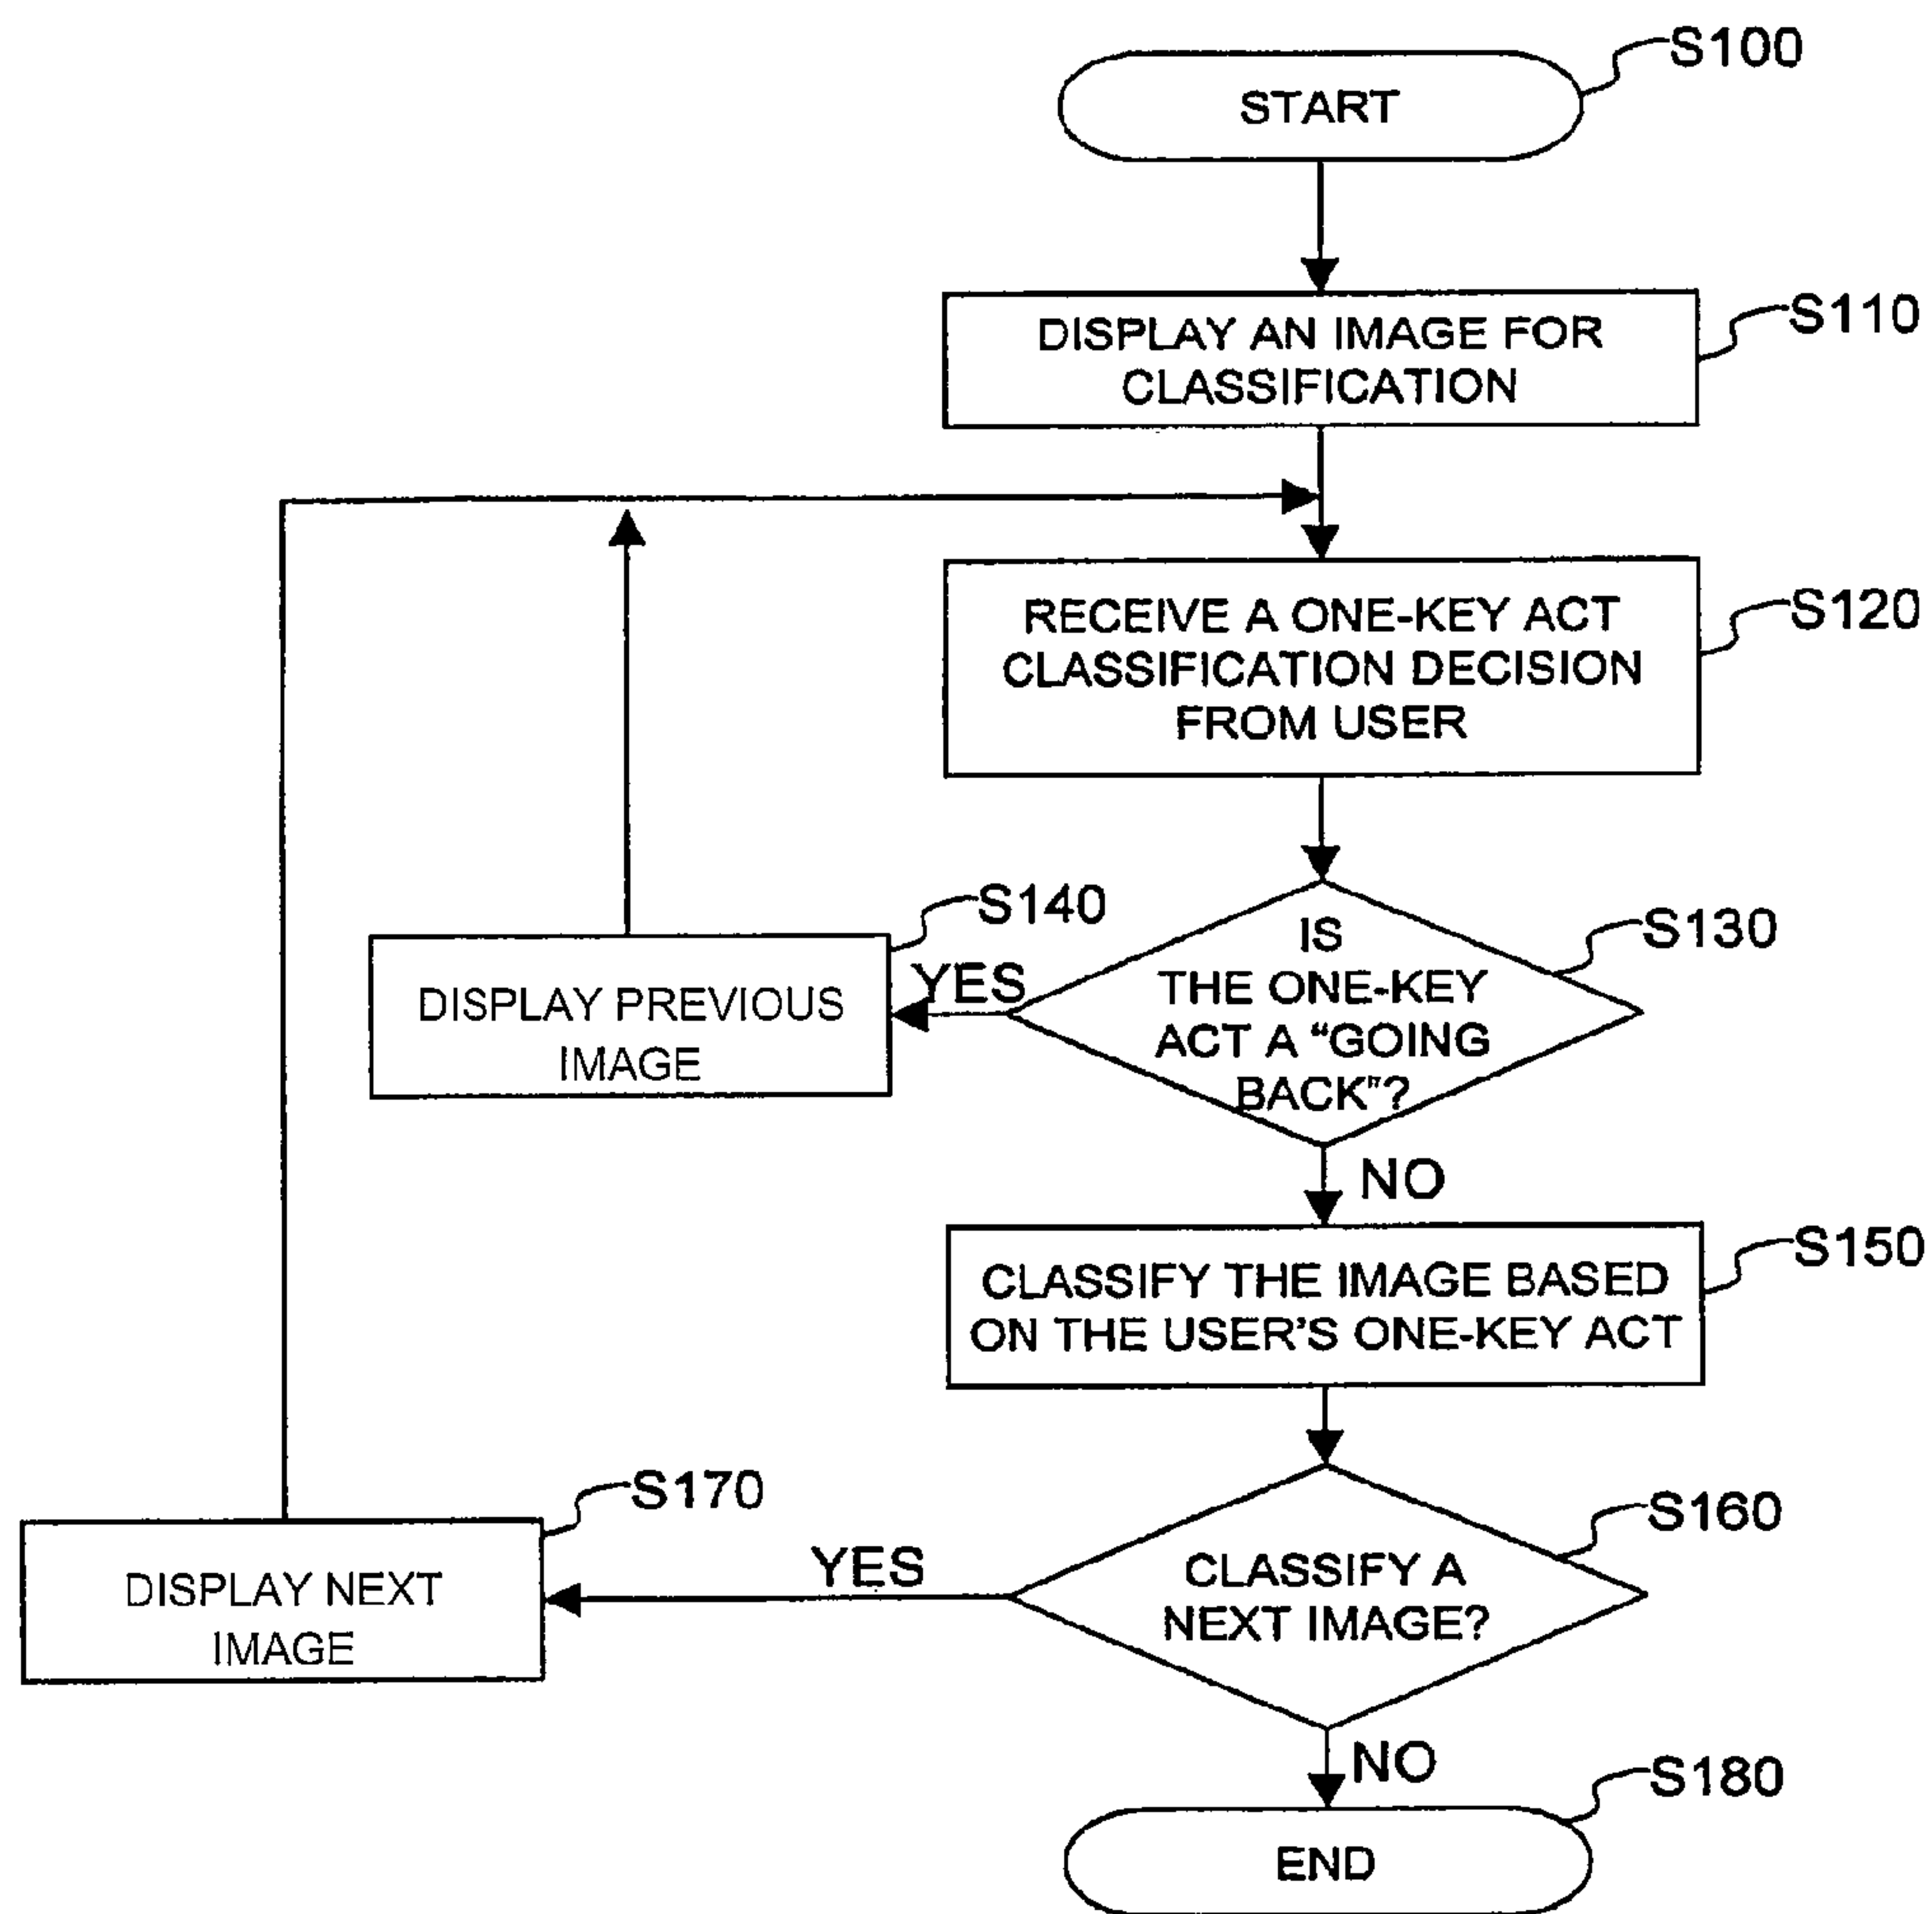 S100
START
S110
DISPLAY AN IMAGE FOR
CLASSIFICATION
S120
RECEIVE A ONE-KEY ACT
CLASSIFICATION DECISION
FROM USER
S130
IS
THE ONE-KEY
ACT A “GOING
BACK”?
YES
S140
DISPLAY PREVIOUS
IMAGE
NO
S150
CLASSIFY THE IMAGE BASED
ON THE USER'S ONE-KEY ACT
S160
CLASSIFY A
NEXT IMAGE?
YES
S170
DISPLAY NEXT
IMAGE
NO
S180
END